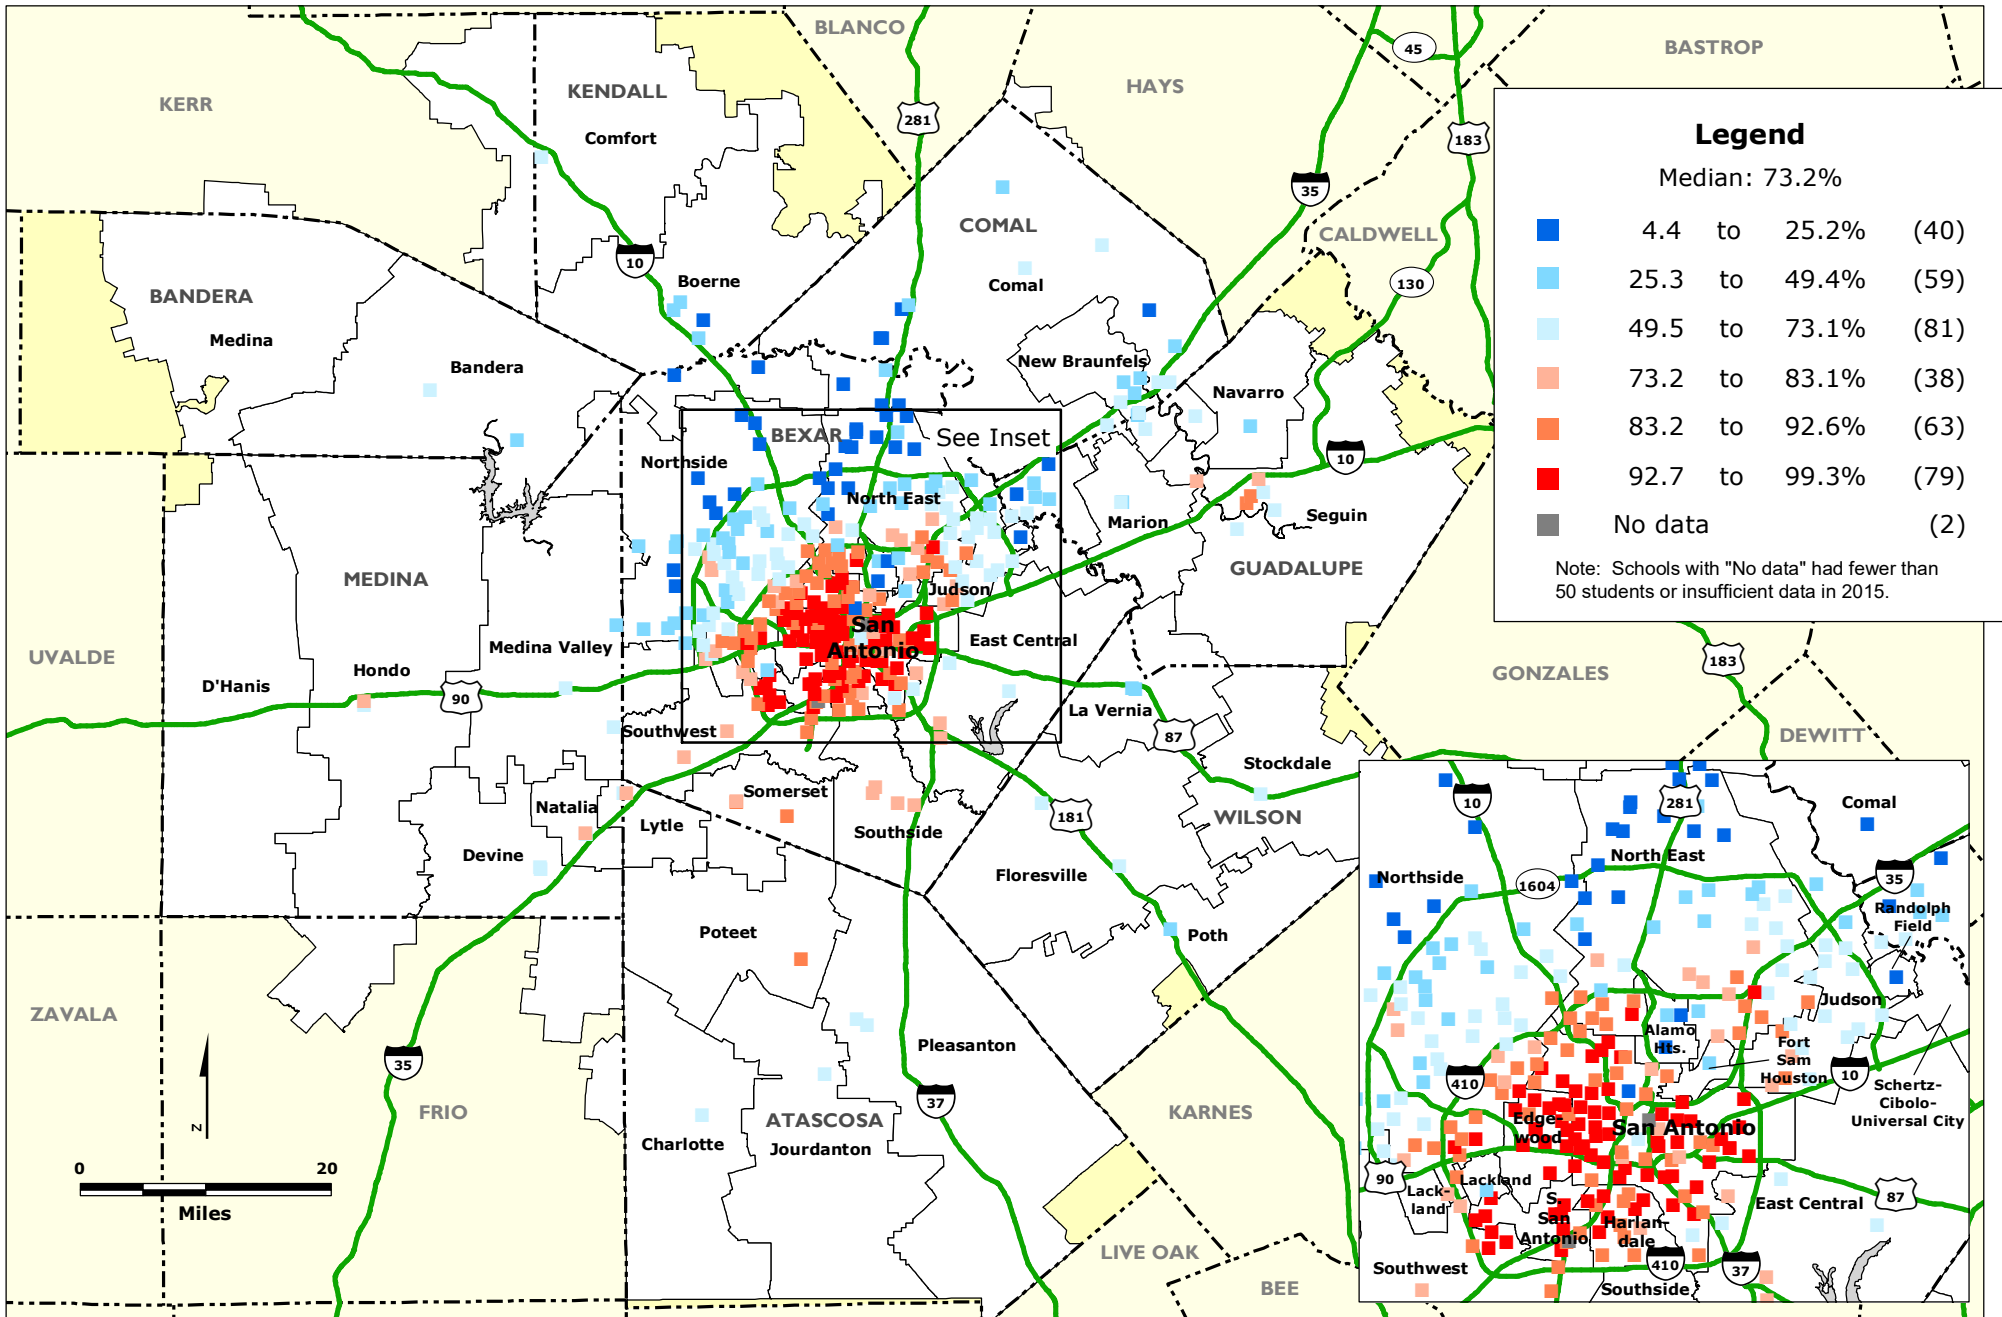 BLANCO
BASTROP
45
HAYS
KERR
KENDALL
281
Comfort
183
35
COMAL
CALDWELL
10
Boerne
130
Comal
BANDERA
Medina
Bandera
New Braunfels
Navarro
BEXAR
See Inset
Northside
10
North East
Marion
Seguin
MEDINA
GUADALUPE
Judson
San
Antonio
East Central
Medina Valley
UVALDE
Hondo
D'Hanis
90
GONZALES
183
La Vernia
Southwest
87
DEWITT
Stockdale
Somerset
Natalia
Lytle
Southside
181
WILSON
Devine
Floresville
Poteet
Poth
ZAVALA
Pleasanton
35
37
FRIO
ATASCOSA
KARNES
Charlotte
Jourdanton
N
0
20
Miles
LIVE OAK
BEE
Legend
Median: 73.2%
4.4 to 25.2% (40)
25.3 to 49.4% (59)
49.5 to 73.1% (81)
73.2 to 83.1% (38)
83.2 to 92.6% (63)
92.7 to 99.3% (79)
No data (2)
Note: Schools with "No data" had fewer than
50 students or insufficient data in 2015.
10
281
Comal
North East
Northside
1604
35
Randolph
Field
Judson
Alamo
Hts.
Fort
Sam
Houston
10
410
Schertz-
Cibolo-
Universal City
Edge-
wood
San Antonio
90
Lackland
Lack-
land
East Central
87
S.
San
Antonio
Harlan-
dale
Southwest
410
37
Southside